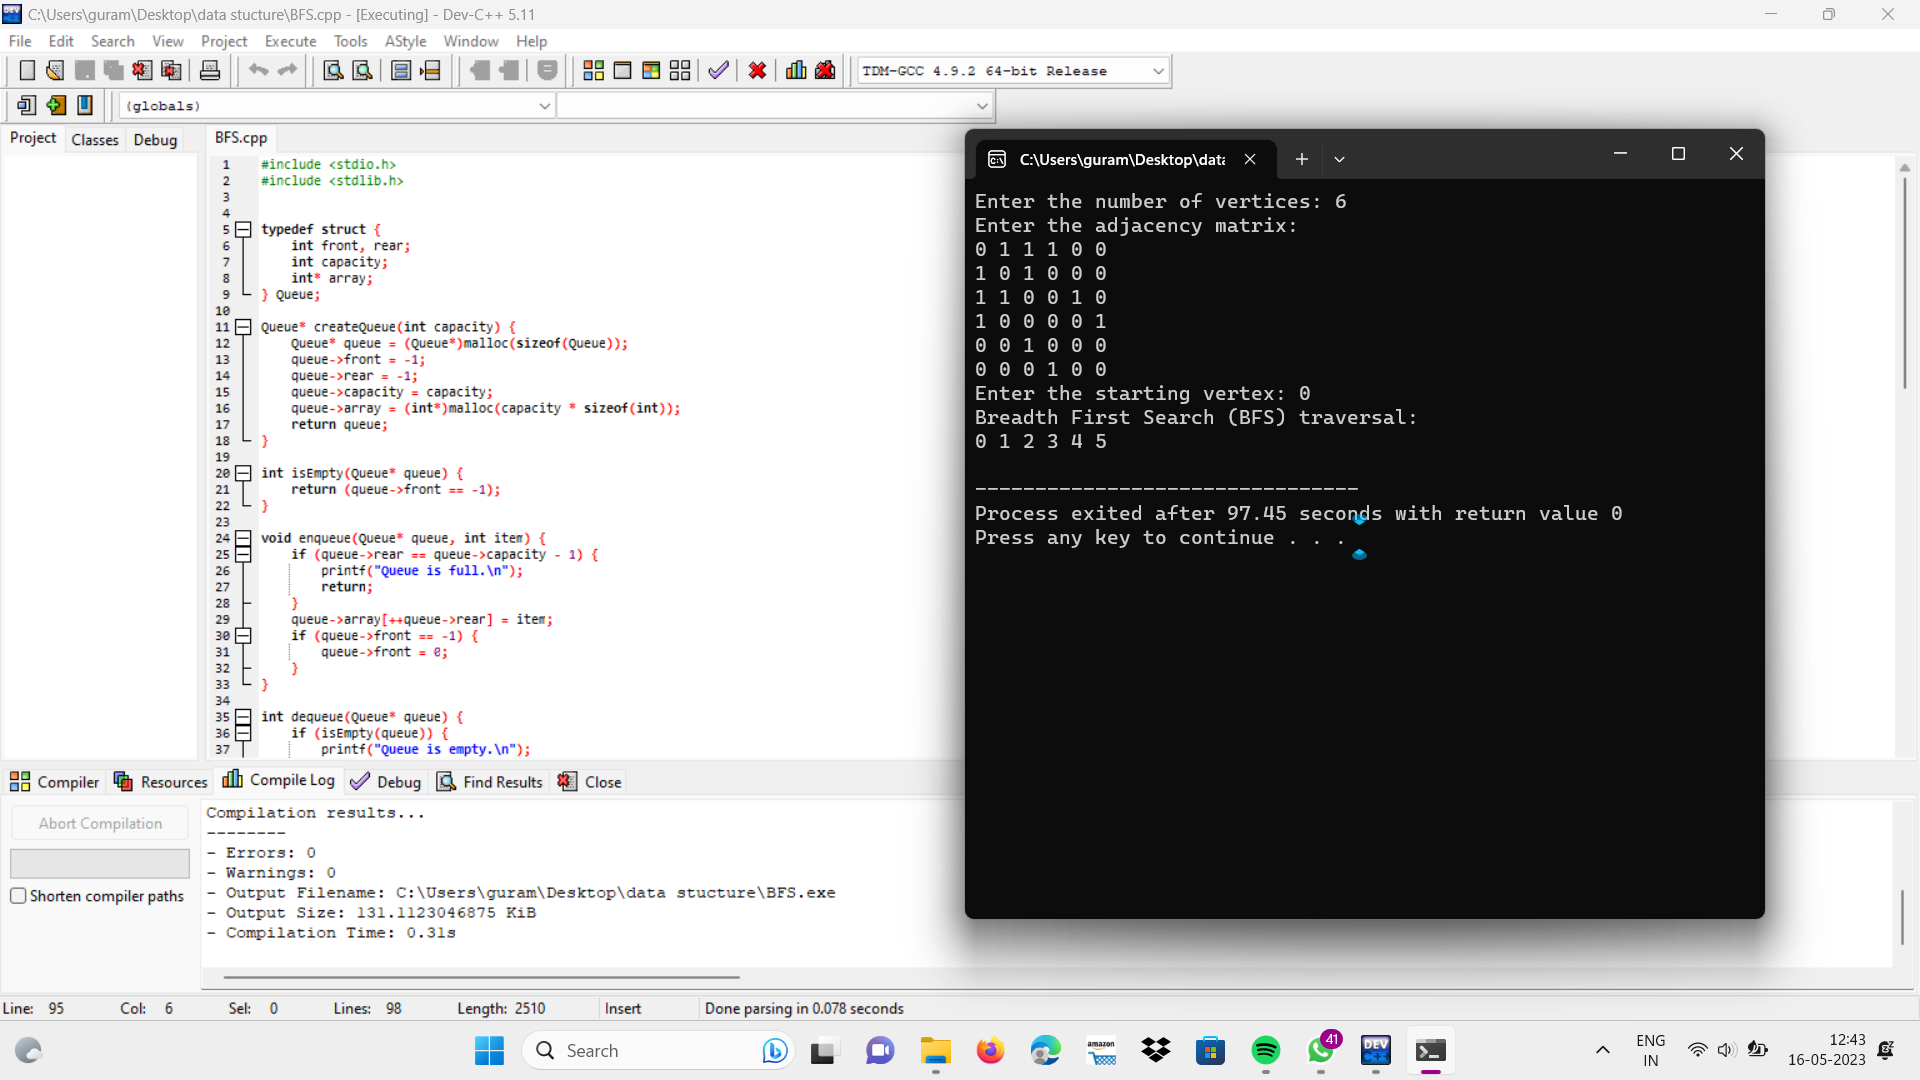 C:\Users\guram\Desktop\data stucture\BFS.cpp - [Executing] - Dev-C++ 5.11
File Edit Search View Project Execute Tools AStyle Window Help
TDM-GCC 4.9.2 64-bit Release
(globals)
Project Classes Debug
BFS.cpp
1 #include <stdio.h>
2 #include <stdlib.h>
3
4
5 typedef struct {
6 int front, rear;
7 int capacity;
8 int* array;
9 } Queue;
10
11 Queue* createQueue(int capacity) {
12 Queue* queue = (Queue*)malloc(sizeof(Queue));
13 queue->front = -1;
14 queue->rear = -1;
15 queue->capacity = capacity;
16 queue->array = (int*)malloc(capacity * sizeof(int));
17 return queue;
18 }
19
20 int isEmpty(Queue* queue) {
21 return (queue->front == -1);
22 }
23
24 void enqueue(Queue* queue, int item) {
25 if (queue->rear == queue->capacity - 1) {
26 printf("Queue is full.\n");
27 return;
28 }
29 queue->array[++queue->rear] = item;
30 if (queue->front == -1) {
31 queue->front = 0;
32 }
33 }
34
35 int dequeue(Queue* queue) {
36 if (isEmpty(queue)) {
37 printf("Queue is empty.\n");
C:\Users\guram\Desktop\data
Enter the number of vertices: 6
Enter the adjacency matrix:
0 1 1 1 0 0
1 0 1 0 0 0
1 1 0 0 1 0
1 0 0 0 0 1
0 0 1 0 0 0
0 0 0 1 0 0
Enter the starting vertex: 0
Breadth First Search (BFS) traversal:
0 1 2 3 4 5
--------------------------------
Process exited after 97.45 seconds with return value 0
Press any key to continue . . .
Compiler Resources Compile Log Debug Find Results Close
Abort Compilation
Shorten compiler paths
Compilation results...
--------
- Errors: 0
- Warnings: 0
- Output Filename: C:\Users\guram\Desktop\data stucture\BFS.exe
- Output Size: 131.1123046875 KiB
- Compilation Time: 0.31s
Line: 95 Col: 6 Sel: 0 Lines: 98 Length: 2510 Insert Done parsing in 0.078 seconds
Search
amazon
41
DEV C++
ENG
IN
12:43
16-05-2023